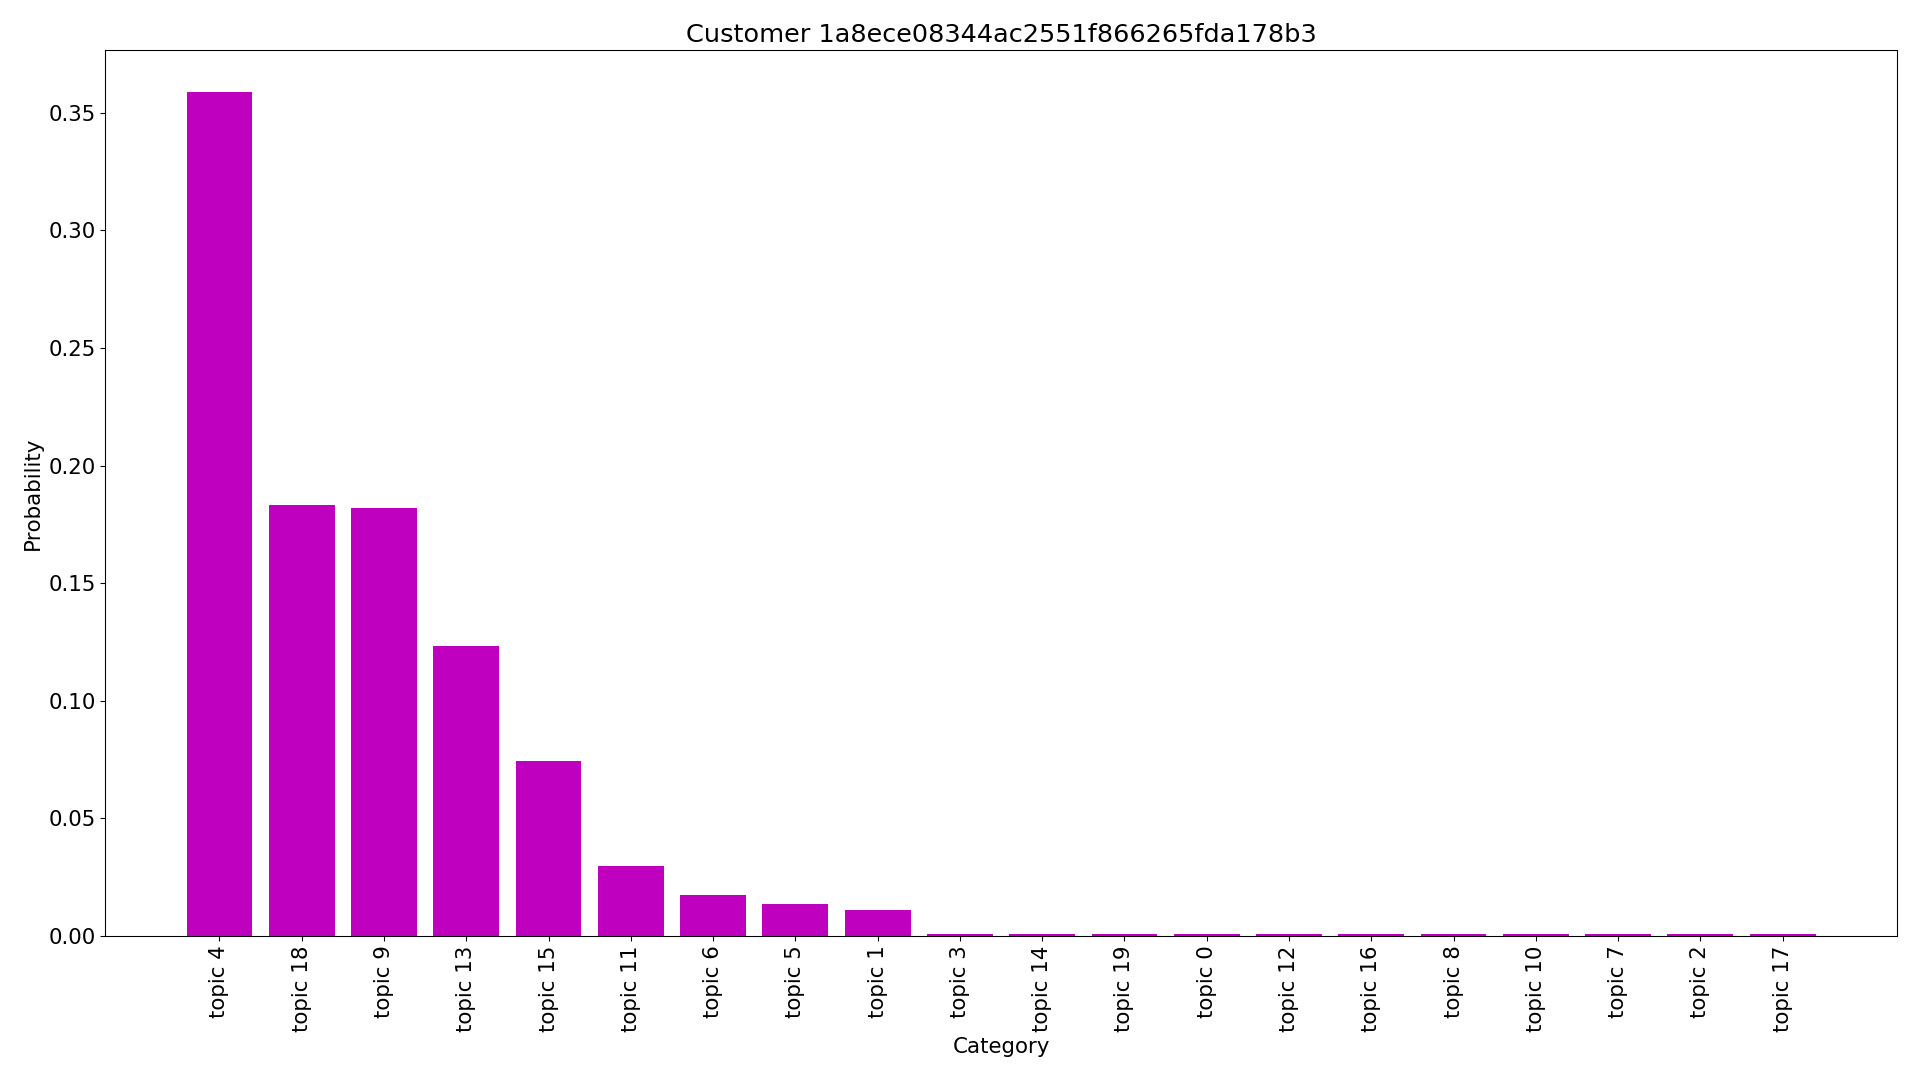 Customer 1a8ece08344ac2551f866265fda178b3
Probability
0.35
0.30
0.25
0.20
0.15
0.10
0.05
0.00
topic 4
topic 18
topic 9
topic 13
topic 15
topic 11
topic 6
topic 5
topic 1
topic 3
topic 14
topic 19
topic 0
topic 12
topic 16
topic 8
topic 10
topic 7
topic 2
topic 17
Category